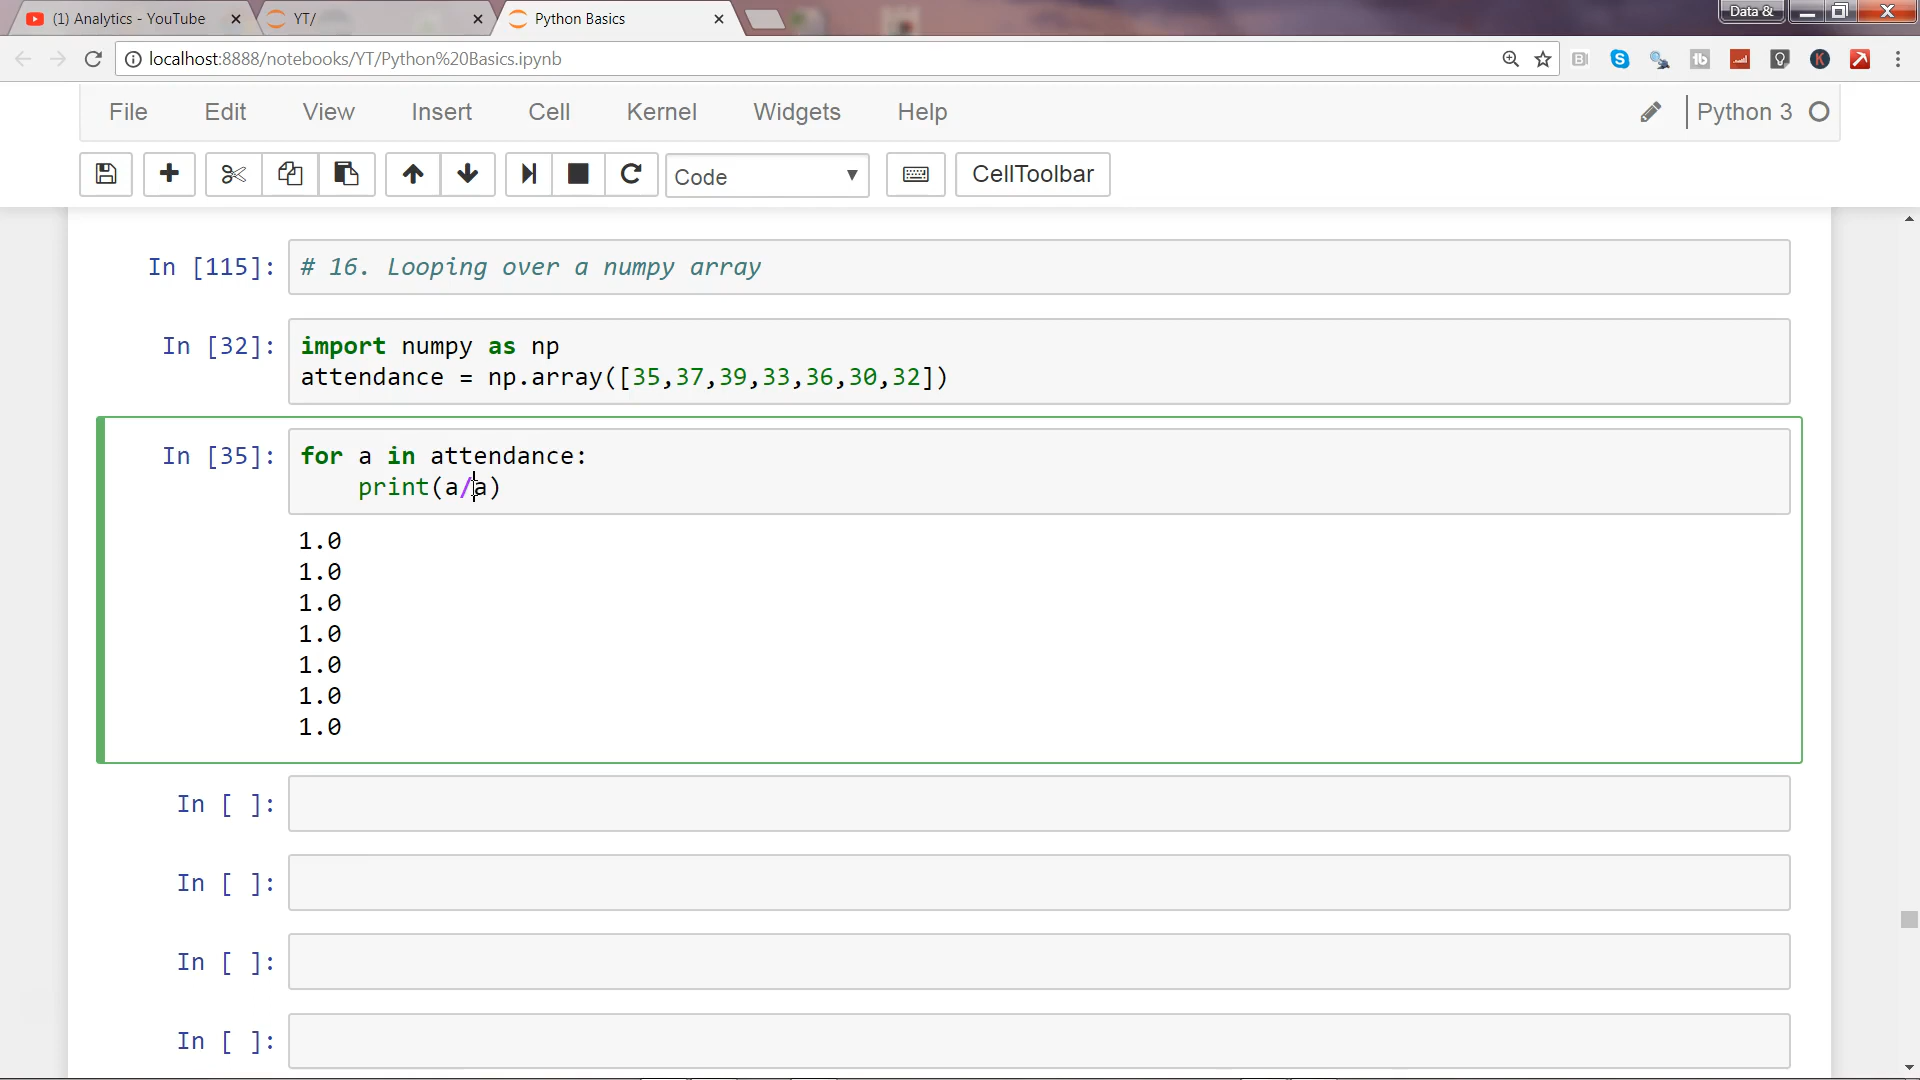 (1) Analytics - YouTube
YT/
Python Basics
Data &
localhost:8888/notebooks/YT/Python%20Basics.ipynb
File Edit View Insert Cell Kernel Widgets Help
Python 3
Code
CellToolbar
In [115]: # 16. Looping over a numpy array
In [32]: import numpy as np
attendance = np.array([35,37,39,33,36,30,32])
In [35]: for a in attendance:
print(a/a)
1.0
1.0
1.0
1.0
1.0
1.0
1.0
In [ ]:
In [ ]:
In [ ]:
In [ ]: